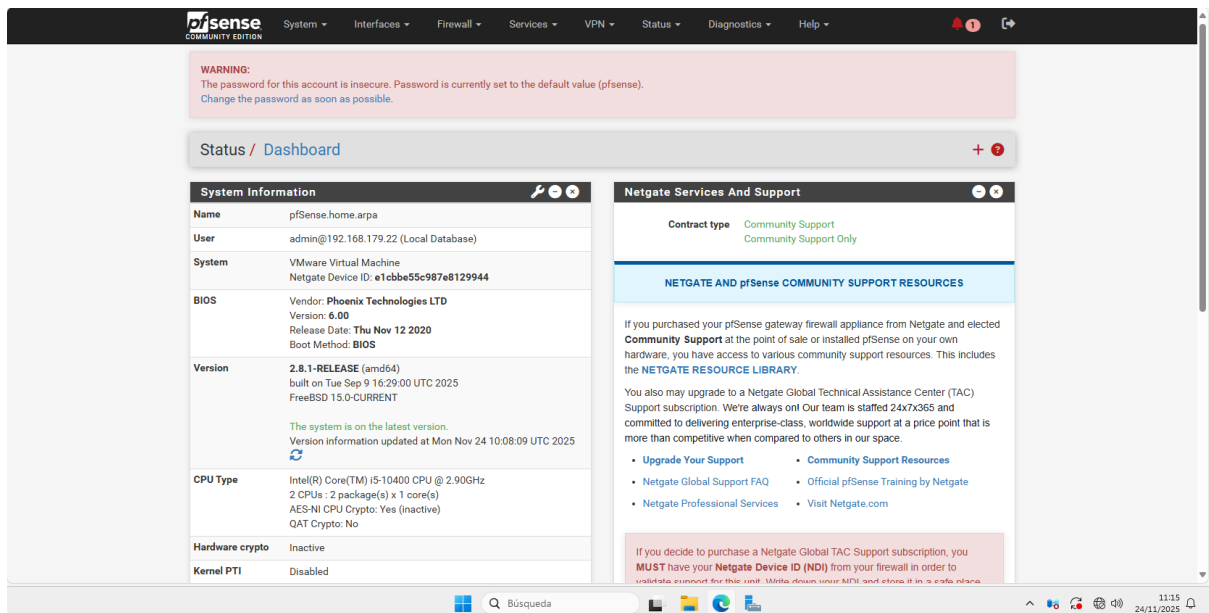 pfsense
COMMUNITY EDITION
System
Interfaces
Firewall
Services
VPN
Status
Diagnostics
Help
1
WARNING:
The password for this account is insecure. Password is currently set to the default value (pfsense).
Change the password as soon as possible.
Status / Dashboard
System Information
Name pfSense.home.arpa
User admin@192.168.179.22 (Local Database)
System VMware Virtual Machine
Netgate Device ID: e1cbbe55c987e8129944
BIOS Vendor: Phoenix Technologies LTD
Version: 6.00
Release Date: Thu Nov 12 2020
Boot Method: BIOS
Version 2.8.1-RELEASE (amd64)
built on Tue Sep 9 16:29:00 UTC 2025
FreeBSD 15.0-CURRENT
The system is on the latest version.
Version information updated at Mon Nov 24 10:08:09 UTC 2025
CPU Type Intel(R) Core(TM) i5-10400 CPU @ 2.90GHz
2 CPUs : 2 package(s) x 1 core(s)
AES-NI CPU Crypto: Yes (inactive)
QAT Crypto: No
Hardware crypto Inactive
Kernel PTI Disabled
Netgate Services And Support
Contract type Community Support
Community Support Only
NETGATE AND pfSense COMMUNITY SUPPORT RESOURCES
If you purchased your pfSense gateway firewall appliance from Netgate and elected
Community Support at the point of sale or installed pfSense on your own
hardware, you have access to various community support resources. This includes
the NETGATE RESOURCE LIBRARY.
You also may upgrade to a Netgate Global Technical Assistance Center (TAC)
Support subscription. We're always on! Our team is staffed 24x7x365 and
committed to delivering enterprise-class, worldwide support at a price point that is
more than competitive when compared to others in our space.
• Upgrade Your Support
• Community Support Resources
• Netgate Global Support FAQ
• Official pfSense Training by Netgate
• Netgate Professional Services
• Visit Netgate.com
If you decide to purchase a Netgate Global TAC Support subscription, you
MUST have your Netgate Device ID (NDI) from your firewall in order to
validate support for this unit. Write down your NDI and store it in a safe place.
Búsqueda
11:15
24/11/2025